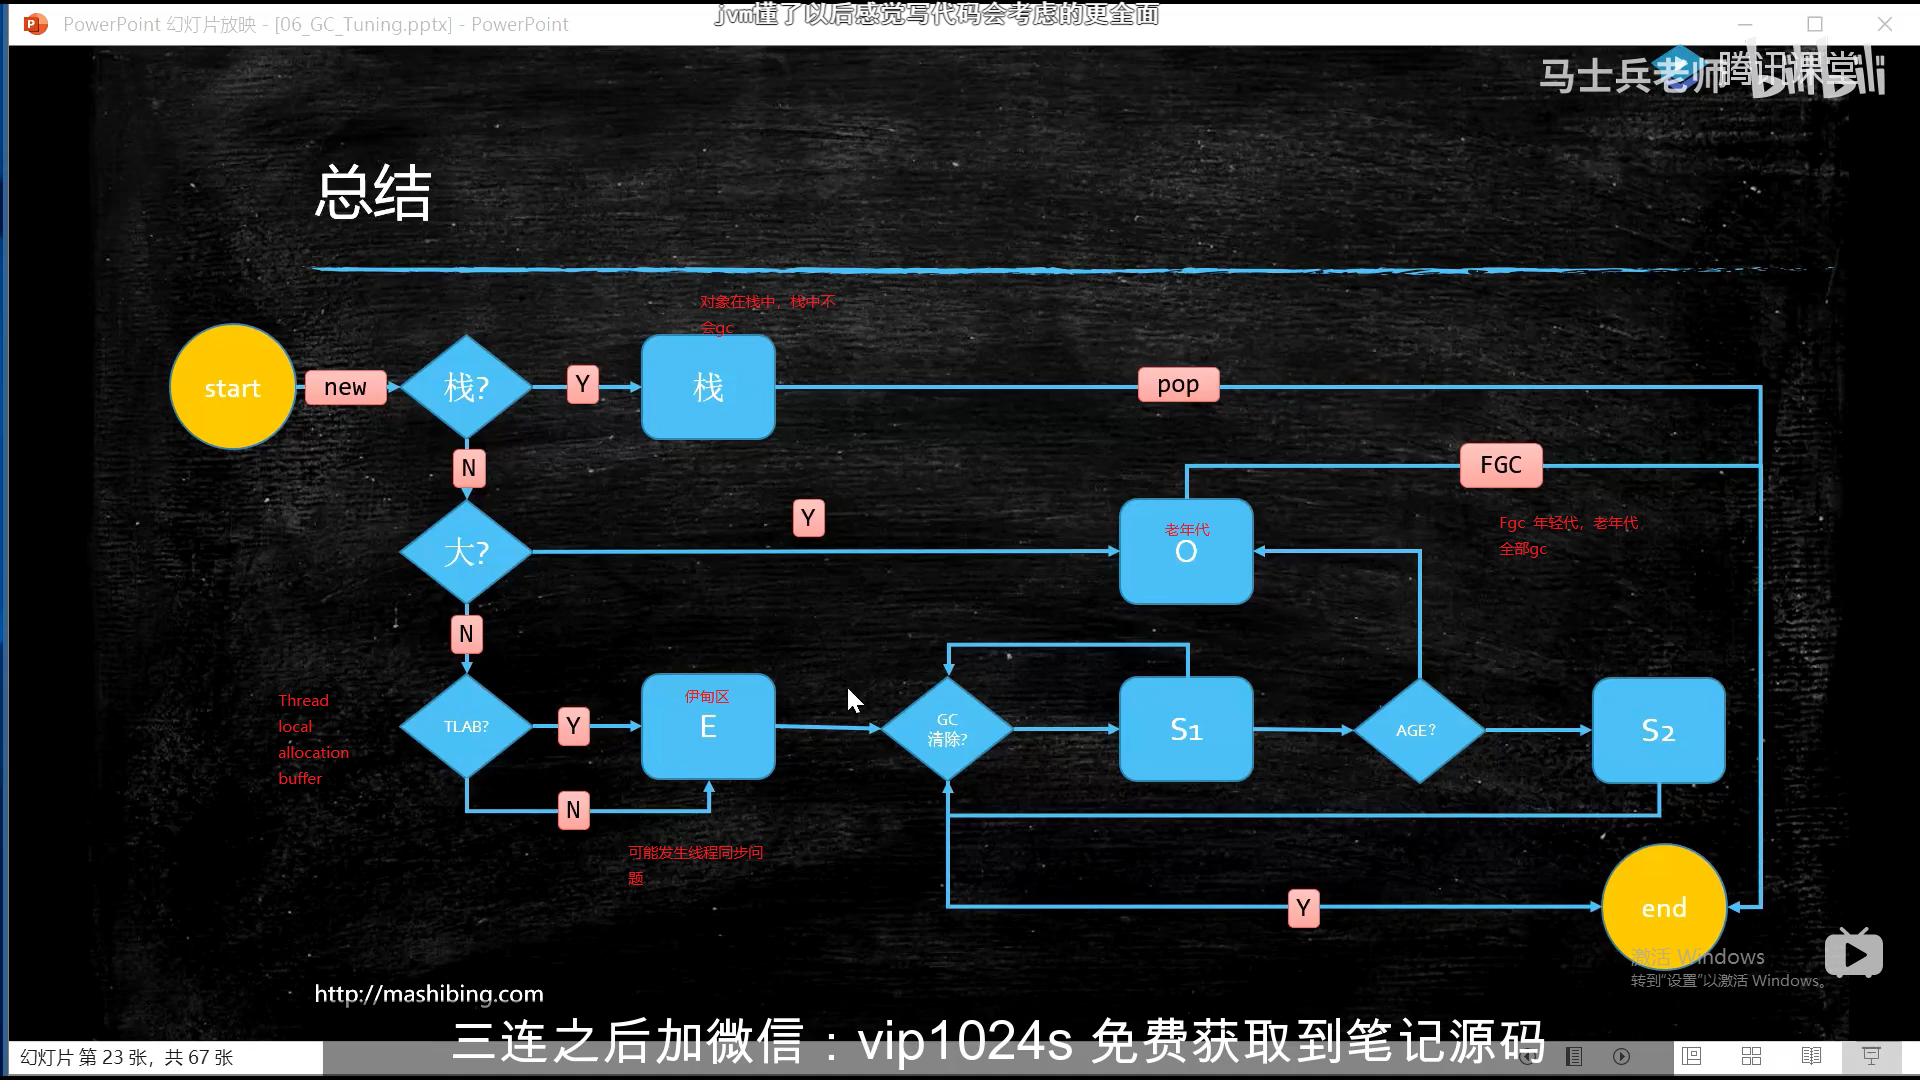 PowerPoint 幻灯片放映 - [06_GC_Tuning.pptx] - PowerPoint
jvm懂了以后感觉写代码会考虑的更全面
马士兵老师
腾讯课堂
bilibili
总结
对象在栈中，栈中不
会gc
start
new
栈?
Y
栈
pop
N
FGC
Y
大?
老年代
O
Fgc 年轻代，老年代
全部gc
N
Thread
local
allocation
buffer
TLAB?
Y
伊甸区
E
GC
清除?
S1
AGE?
S2
N
可能发生线程同步问
题
Y
end
激活 Windows
转到“设置”以激活 Windows。
http://mashibing.com
三连之后加微信：vip1024s 免费获取到笔记源码
幻灯片 第 23 张，共 67 张